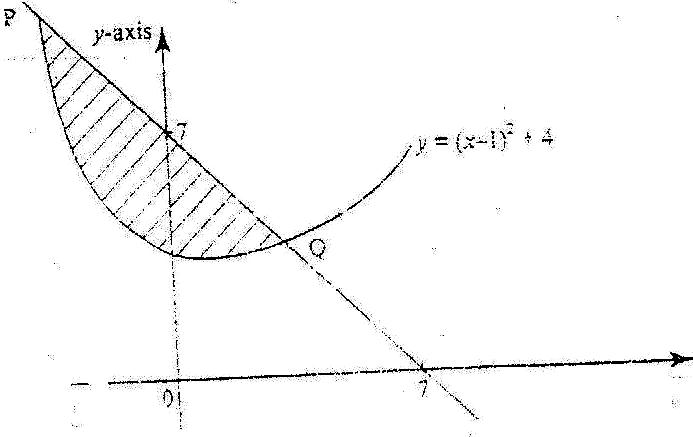 P
y-axis
7
y = (x–1)² + 4
Q
0
7